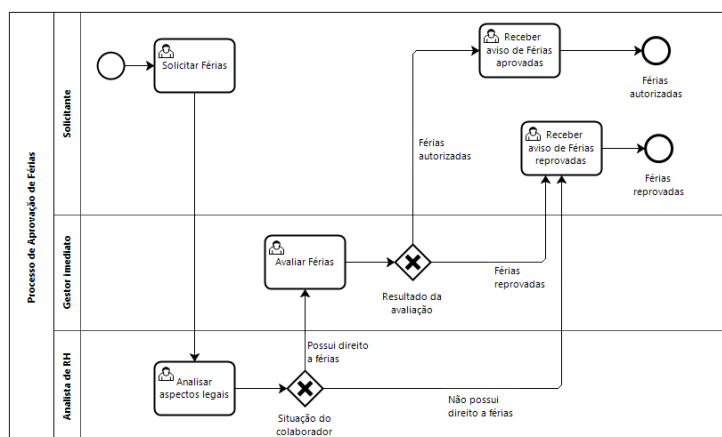 Processo de Aprovação de Férias
Solicitante
Solicitar Férias
Receber
aviso de Férias
aprovadas
Férias
autorizadas
Férias
autorizadas
Receber
aviso de Férias
reprovadas
Férias
reprovadas
Gestor Imediato
Avaliar Férias
Resultado da
avaliação
Férias
reprovadas
Analista de RH
Analisar
aspectos legais
Possui direito
a férias
Situação do
colaborador
Não possui
direito a férias